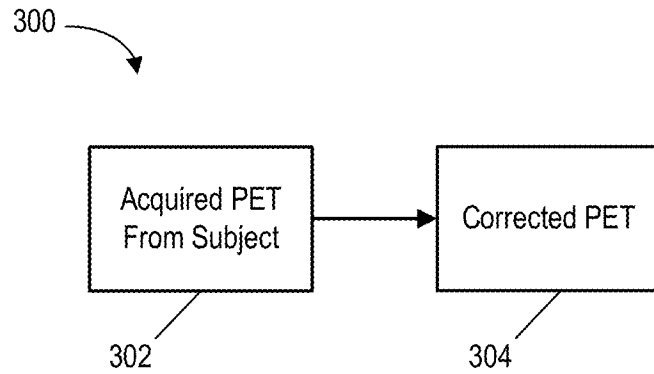 300
Acquired PET
From Subject
Corrected PET
302
304